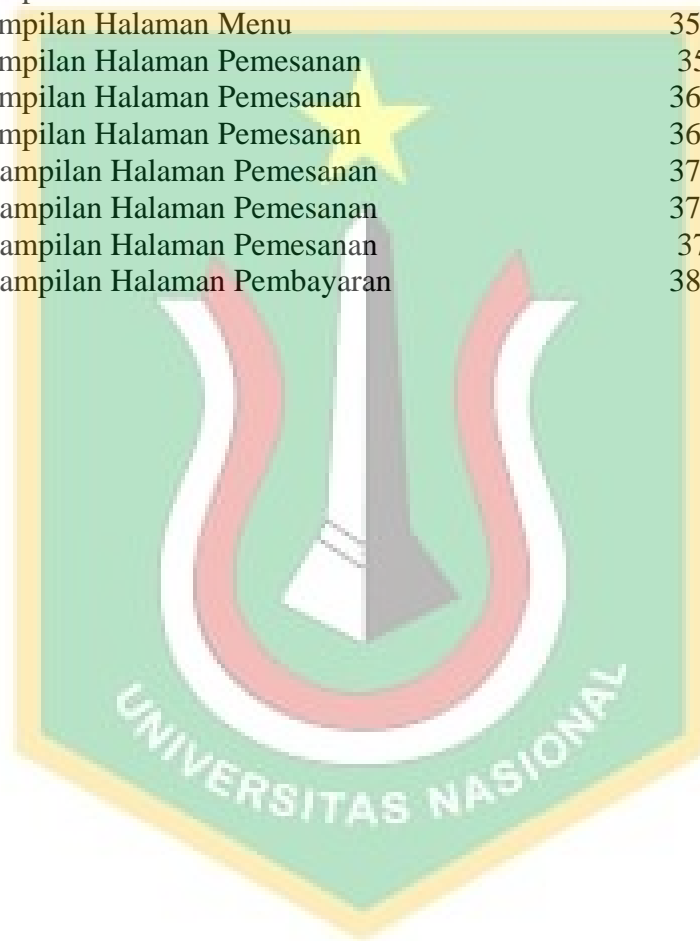 mpilan Halaman Menu 35
mpilan Halaman Pemesanan 35
mpilan Halaman Pemesanan 36
mpilan Halaman Pemesanan 36
ampilan Halaman Pemesanan 37
ampilan Halaman Pemesanan 37
ampilan Halaman Pemesanan 37
ampilan Halaman Pembayaran 38
UNIVERSITAS NASIONAL